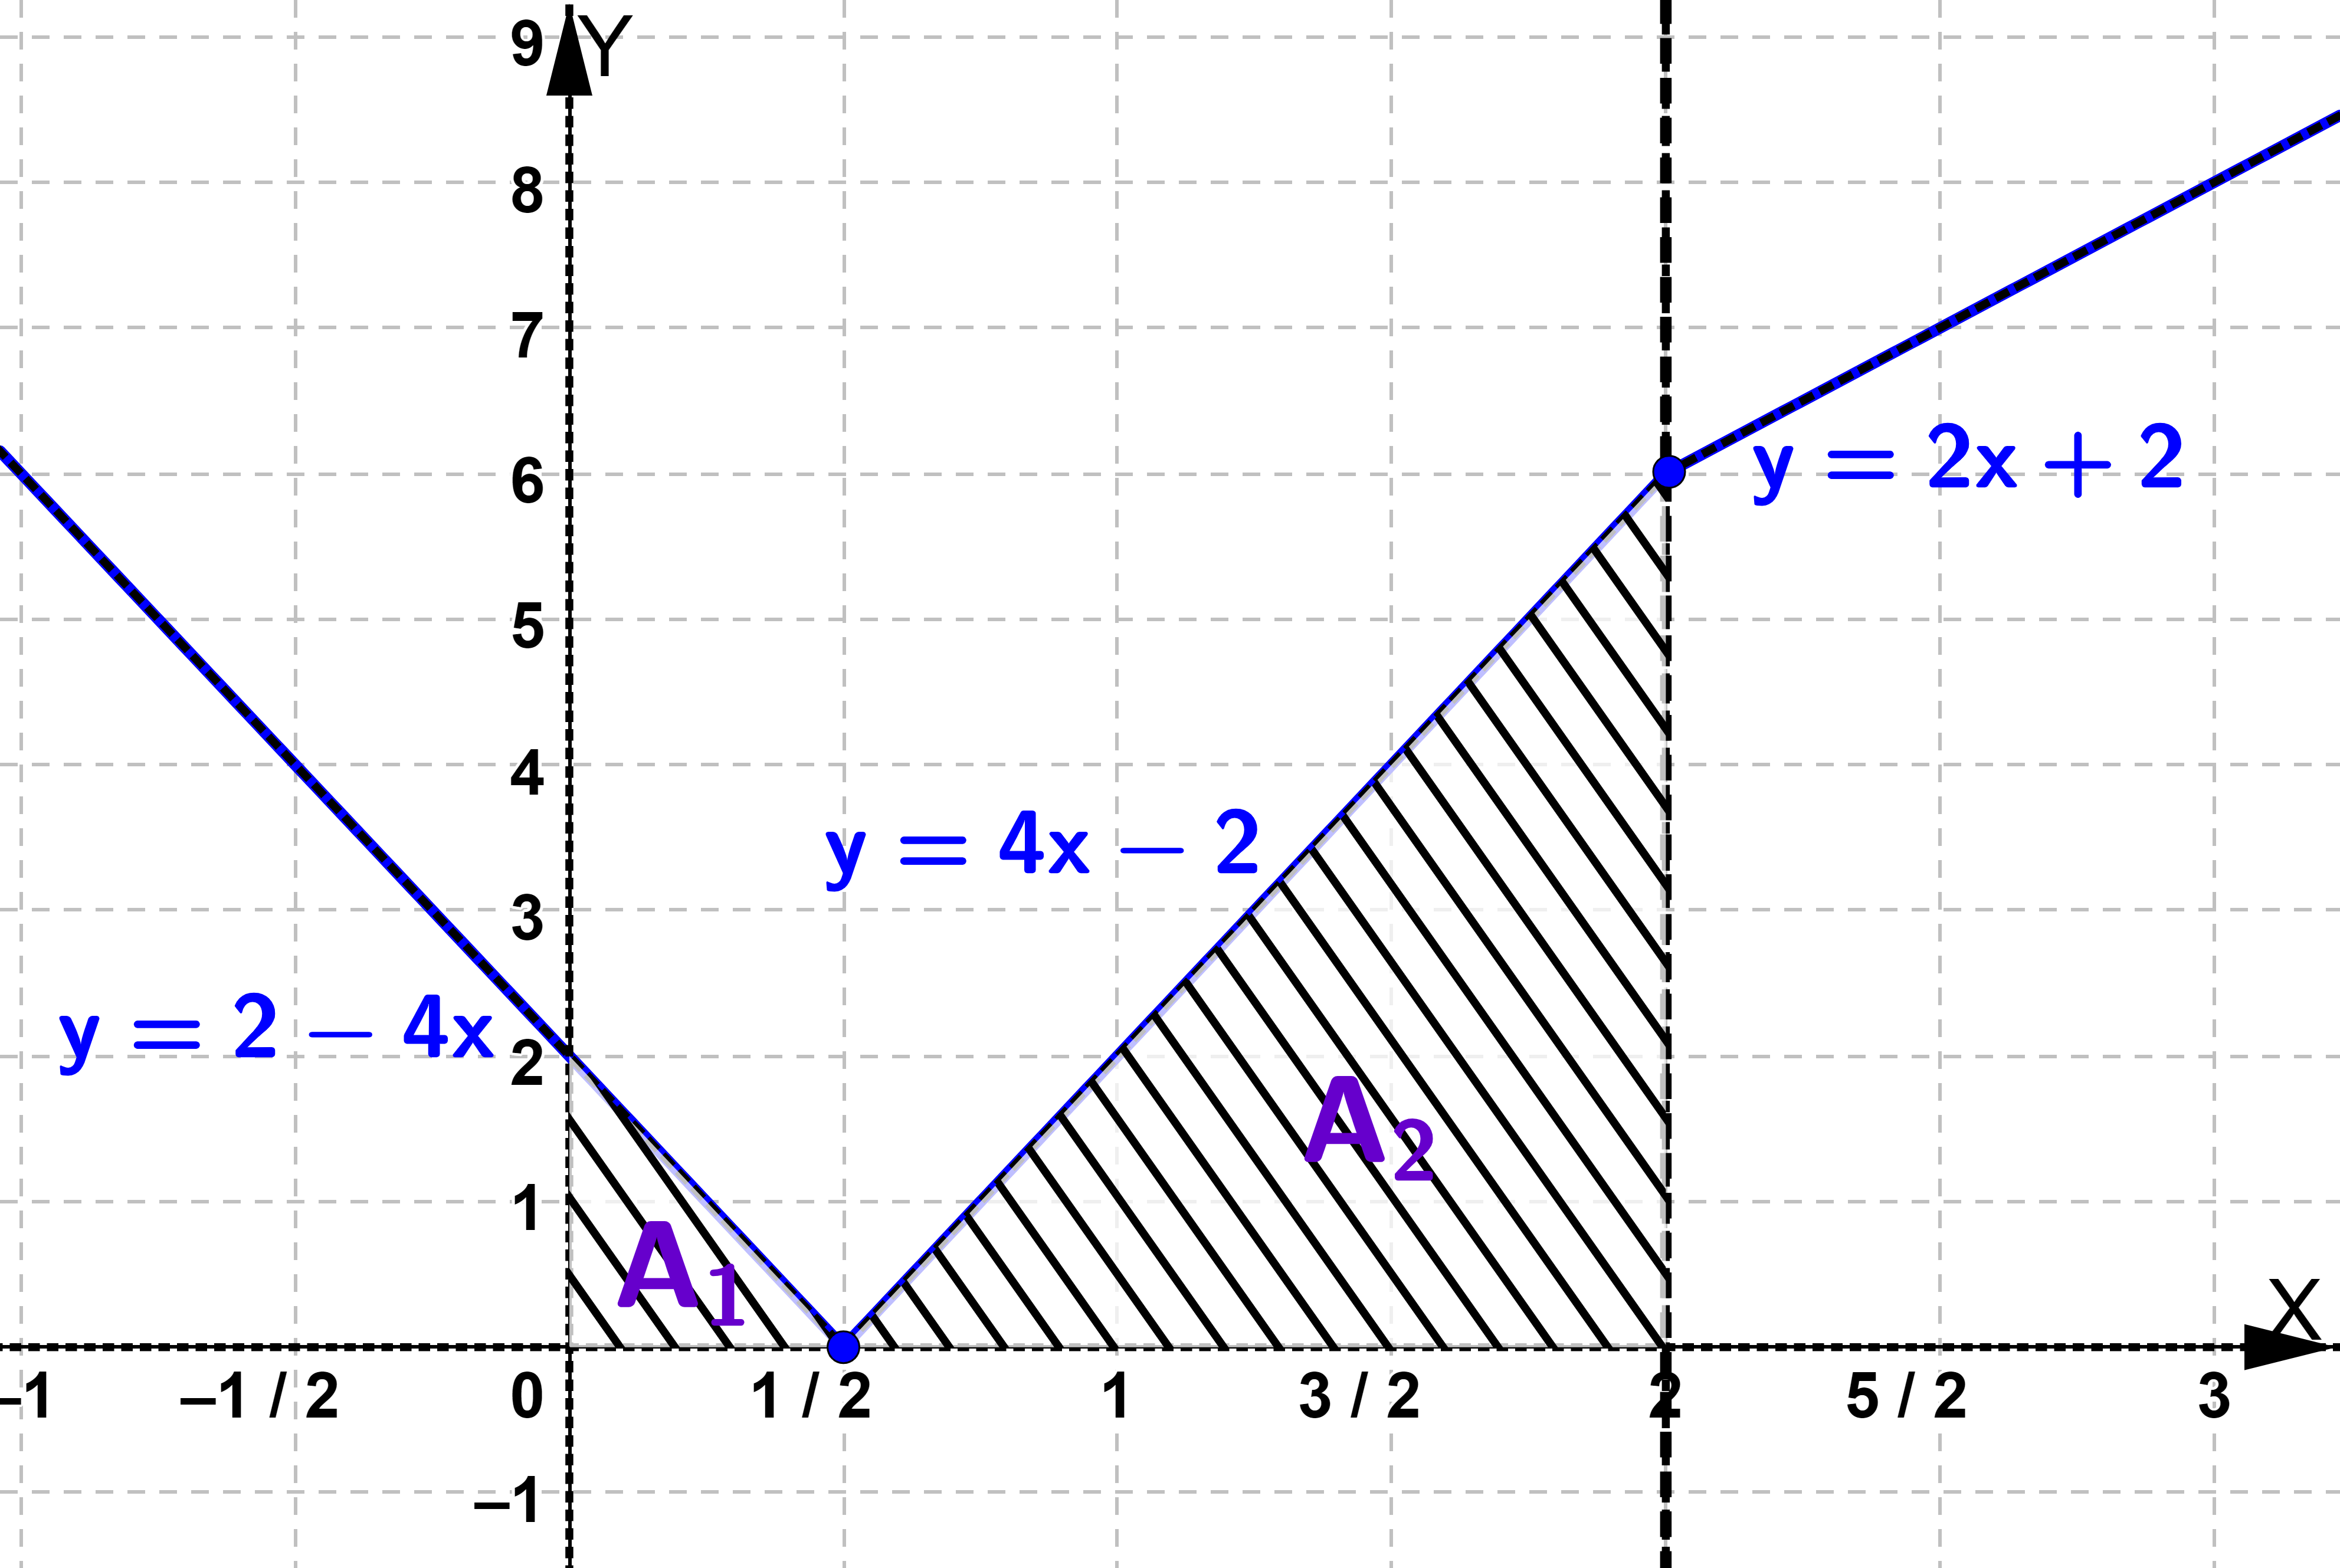 Y
9
8
7
6
5
4
3
2
1
–1
y = 2x + 2
y = 4x – 2
y = 2 – 4x
A₂
A₁
X
–1 –1 / 2 0 1 / 2 1 3 / 2 2 5 / 2 3